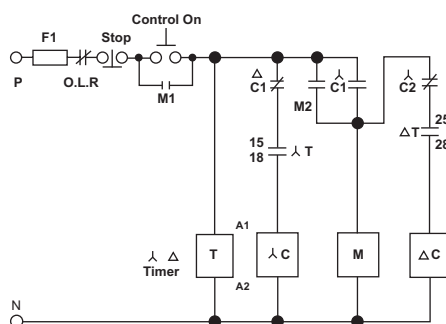 Control On
F1
Stop
P
O.L.R
M1
△
C1
M2
⅄
C1
⅄
C2
15
18
⅄ T
25
△T
28
⅄ △
Timer
A1
T
A2
⅄ C
M
△ C
N